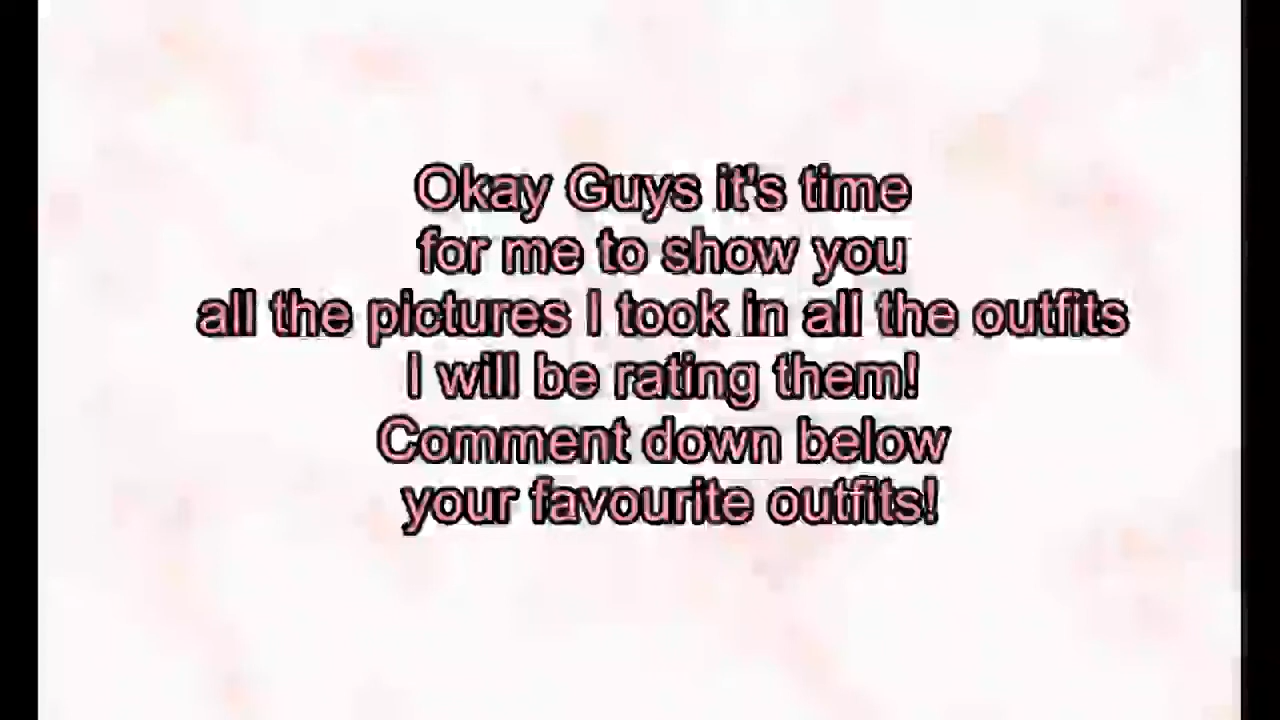 Okay Guys it's time
for me to show you
all the pictures I took in all the outfits
I will be rating them!
Comment down below
your favourite outfits!